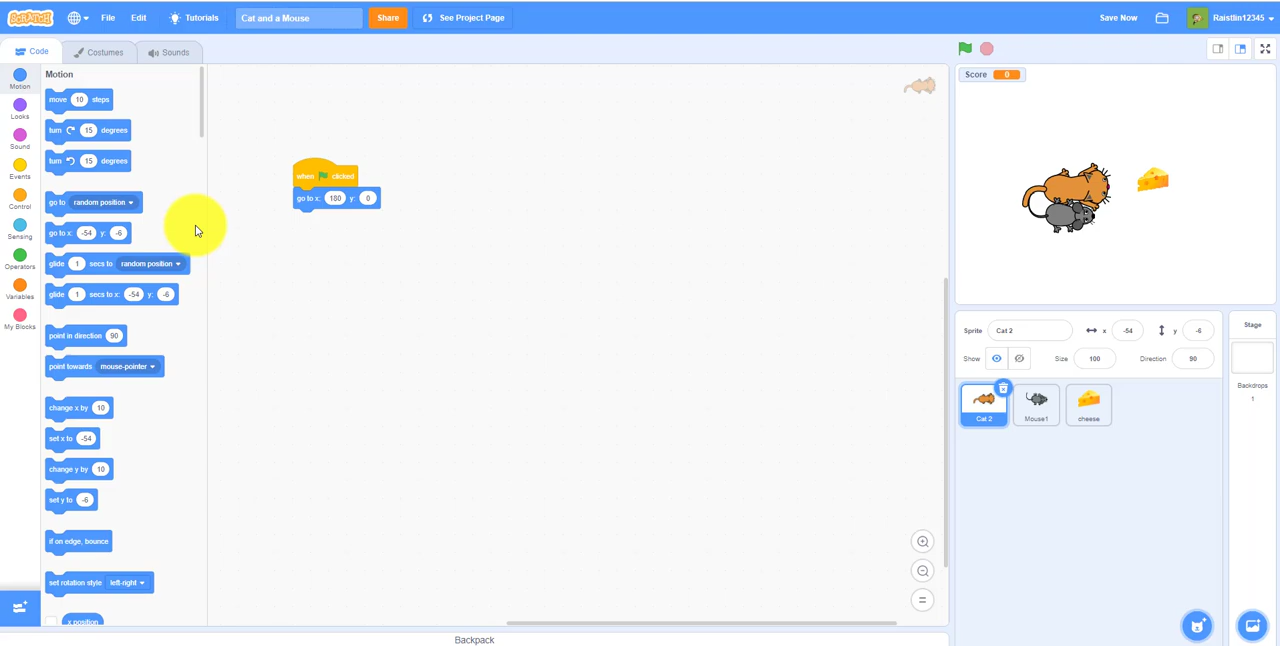 SCRATCH File Edit Tutorials Cat and a Mouse Share See Project Page Save Now Raistlin12345
Code Costumes Sounds
Motion
Looks
Sound
Events
Control
Sensing
Operators
Variables
My Blocks
Motion
move 10 steps
turn 15 degrees
turn 15 degrees
go to random position
go to x: -54 y: -6
glide 1 secs to random position
glide 1 secs to x: -54 y: -6
point in direction 90
point towards mouse-pointer
change x by 10
set x to -54
change y by 10
set y to -6
if on edge, bounce
set rotation style left-right
x position
when clicked
go to x: 180 y: 0
Backpack
Score 0
Sprite Cat 2 x -54 y -6
Show Size 100 Direction 90
Cat 2 Mouse1 cheese
Stage
Backdrops
1